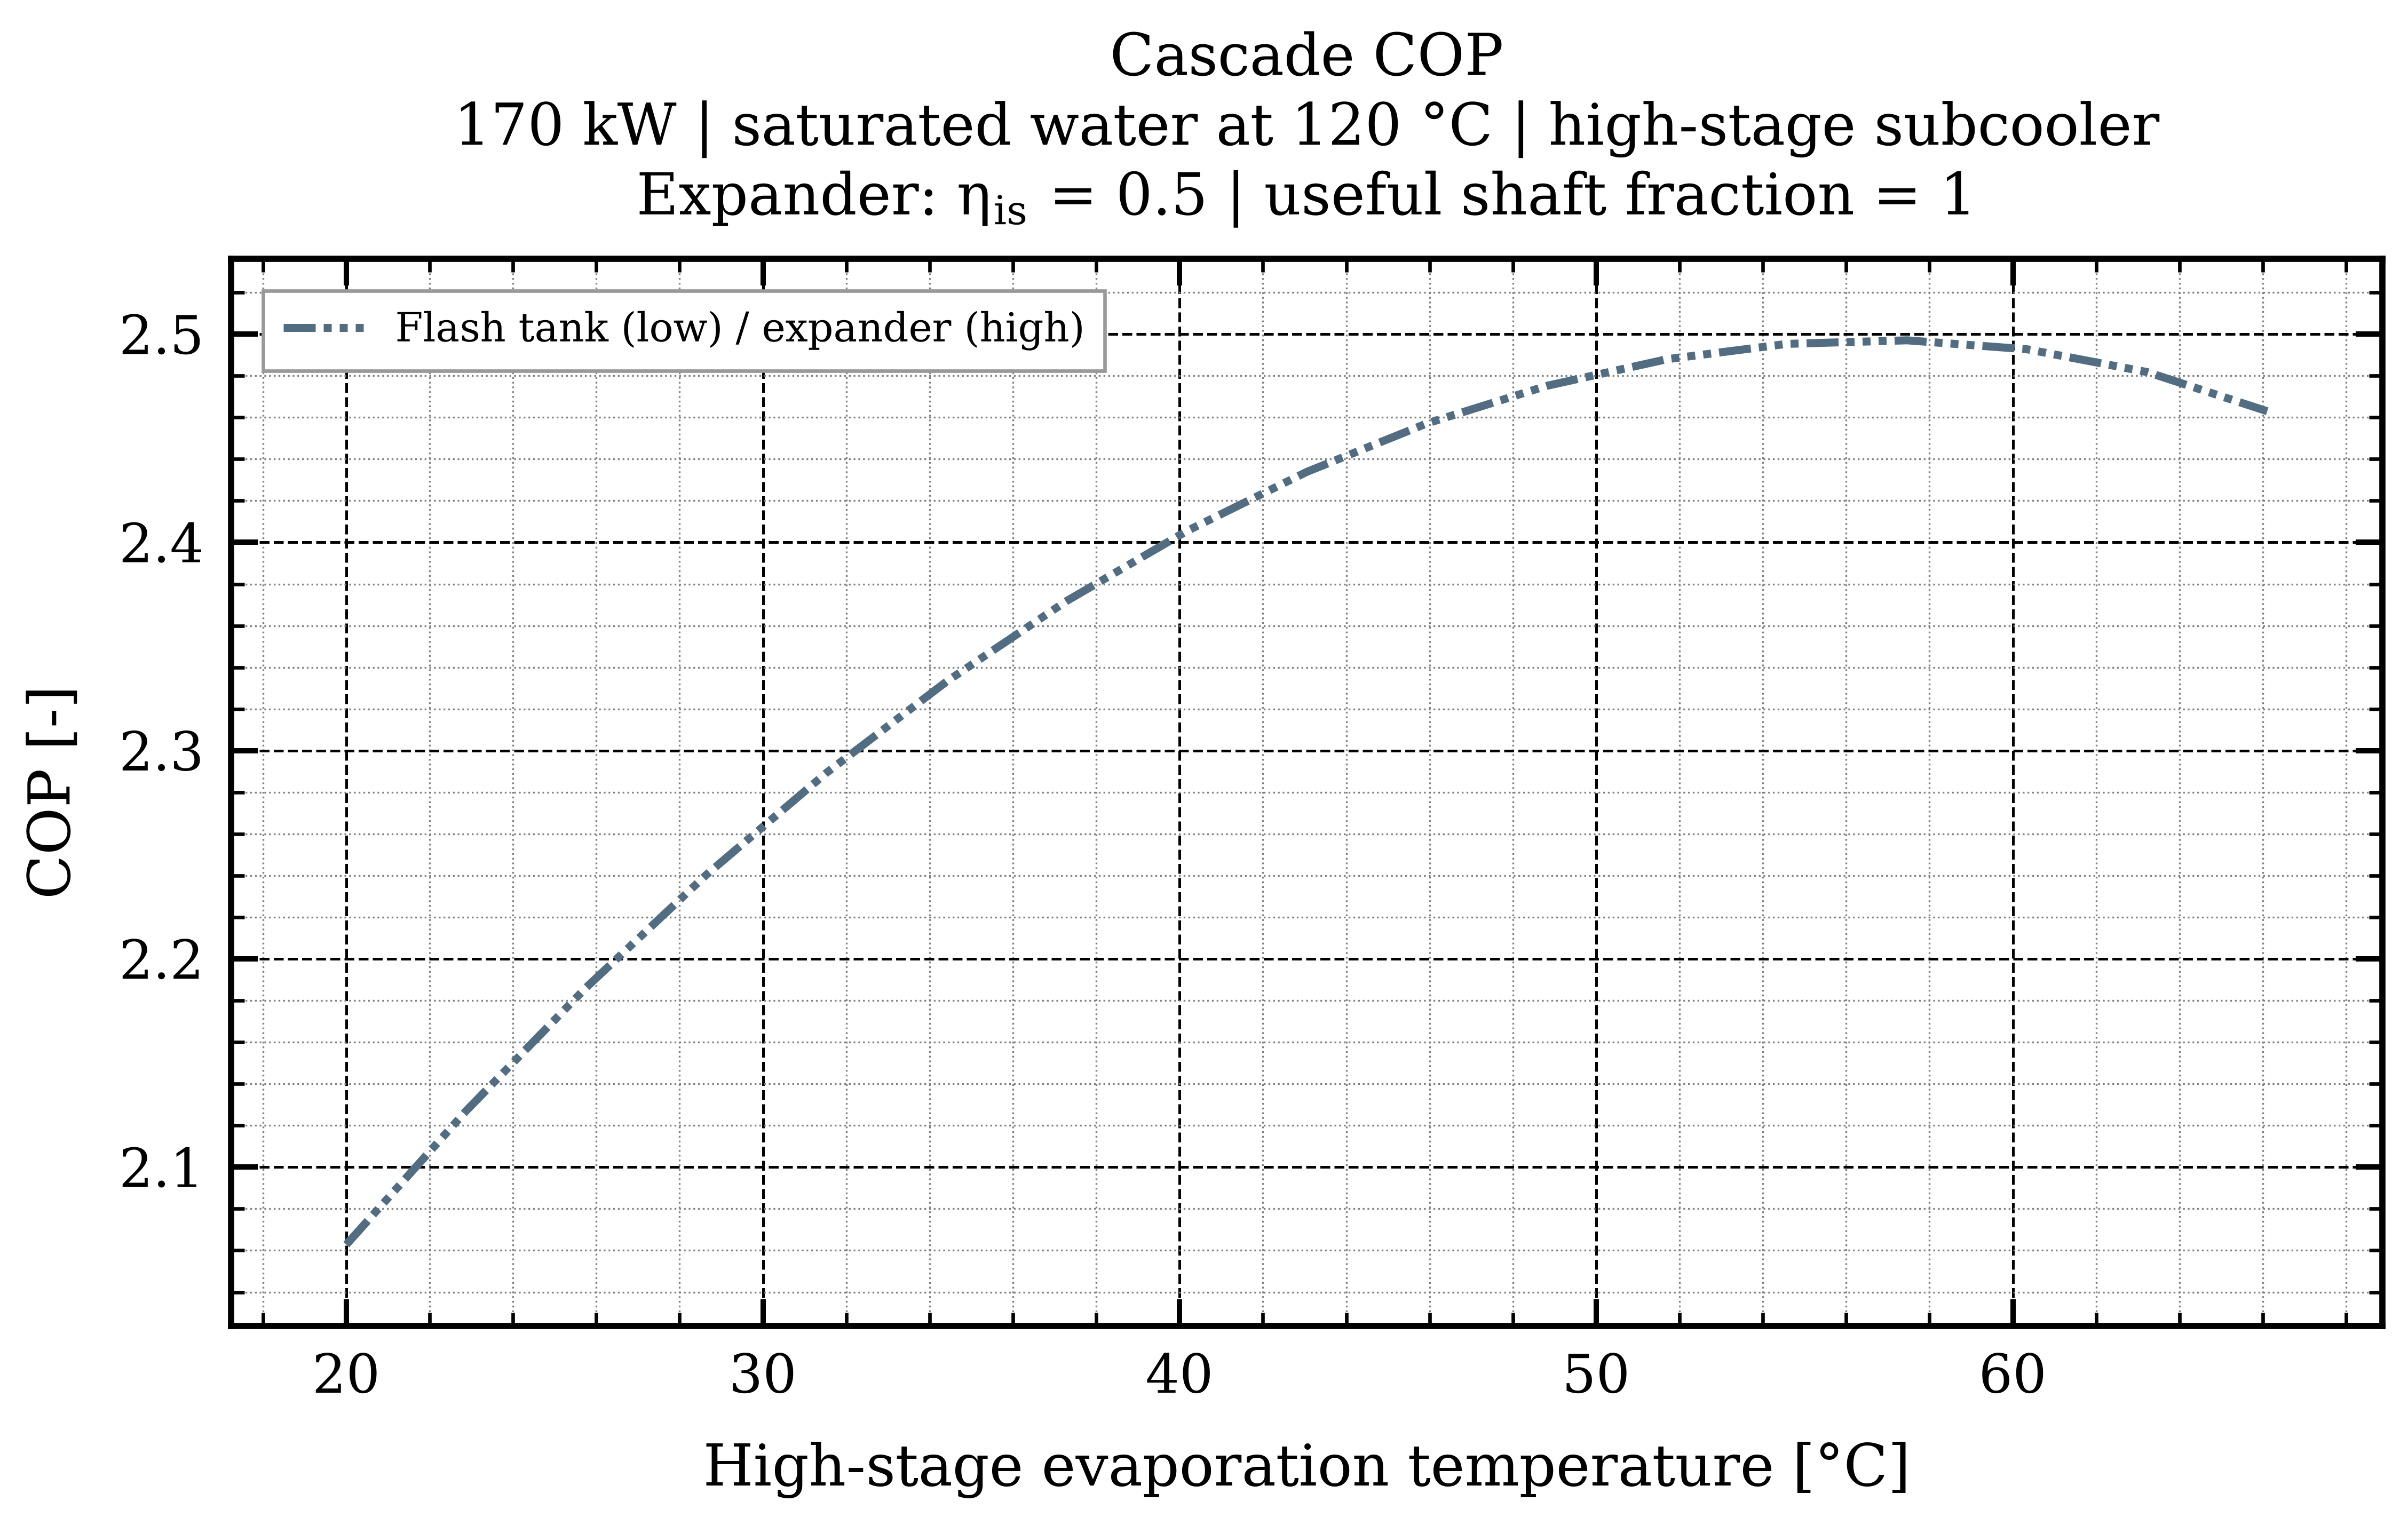 Cascade COP
170 kW | saturated water at 120 °C | high-stage subcooler
Expander: ηis = 0.5 | useful shaft fraction = 1
Flash tank (low) / expander (high)
2.5
2.4
2.3
2.2
2.1
COP [-]
20 30 40 50 60
High-stage evaporation temperature [°C]